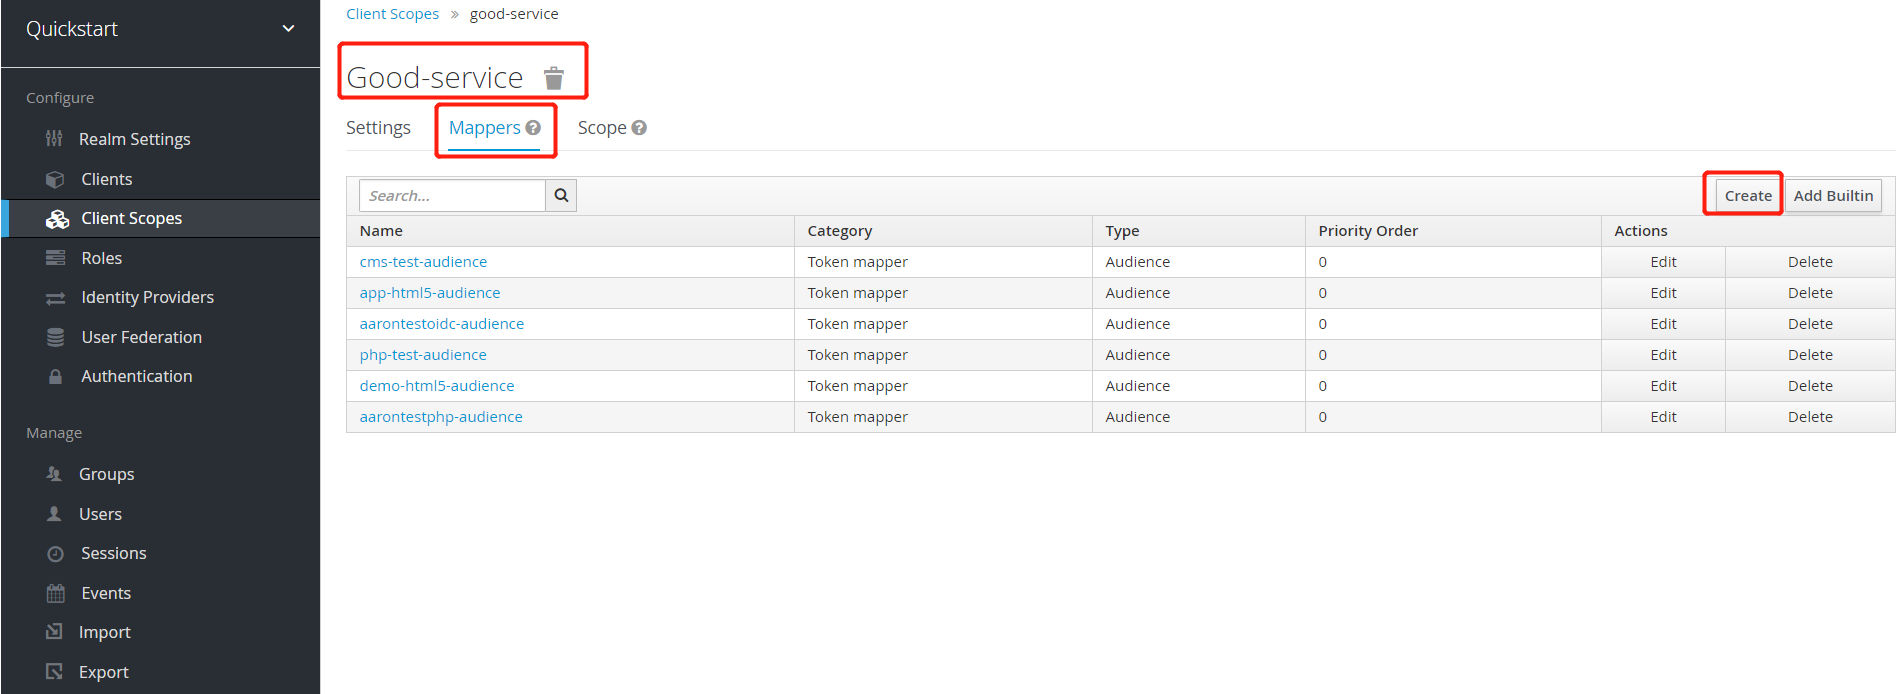 Quickstart
Configure
Realm Settings
Clients
Client Scopes
Roles
Identity Providers
User Federation
Authentication
Manage
Groups
Users
Sessions
Events
Import
Export
Client Scopes » good-service
Good-service
Settings Mappers ? Scope ?
Search... Create Add Builtin
Name Category Type Priority Order Actions
cms-test-audience Token mapper Audience 0 Edit Delete
app-html5-audience Token mapper Audience 0 Edit Delete
aarontestoidc-audience Token mapper Audience 0 Edit Delete
php-test-audience Token mapper Audience 0 Edit Delete
demo-html5-audience Token mapper Audience 0 Edit Delete
aarontestphp-audience Token mapper Audience 0 Edit Delete